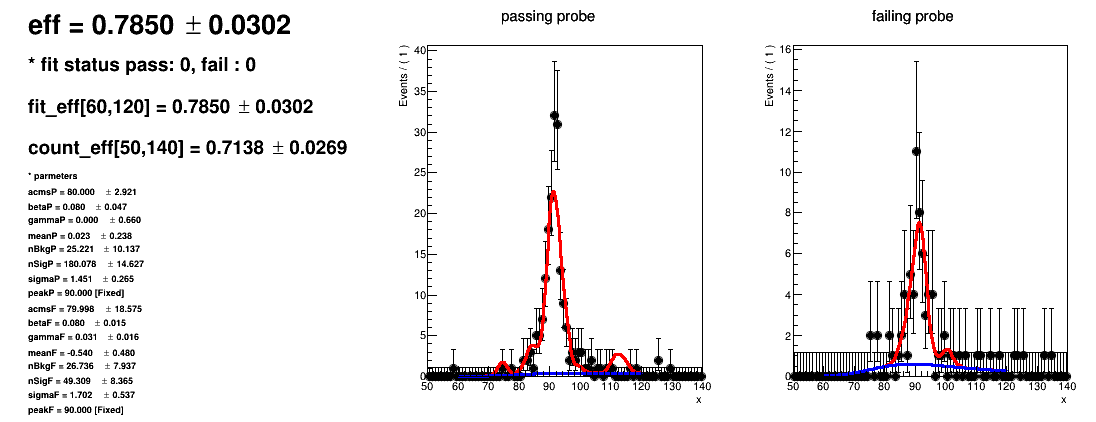 eff = 0.7850 ± 0.0302
* fit status pass: 0, fail : 0
fit_eff[60,120] = 0.7850 ± 0.0302
count_eff[50,140] = 0.7138 ± 0.0269
* parmeters
acmsP = 80.000 ± 2.921
betaP = 0.080 ± 0.047
gammaP = 0.000 ± 0.660
meanP = 0.023 ± 0.238
nBkgP = 25.221 ± 10.137
nSigP = 180.078 ± 14.627
sigmaP = 1.451 ± 0.265
peakP = 90.000 [Fixed]
acmsF = 79.998 ± 18.575
betaF = 0.080 ± 0.015
gammaF = 0.031 ± 0.016
meanF = -0.540 ± 0.480
nBkgF = 26.736 ± 7.937
nSigF = 49.309 ± 8.365
sigmaF = 1.702 ± 0.537
peakF = 90.000 [Fixed]
passing probe
Events / ( 1 )
40
35
30
25
20
15
10
5
0
50 60 70 80 90 100 110 120 130 140
x
failing probe
Events / ( 1 )
16
14
12
10
8
6
4
2
0
50 60 70 80 90 100 110 120 130 140
x